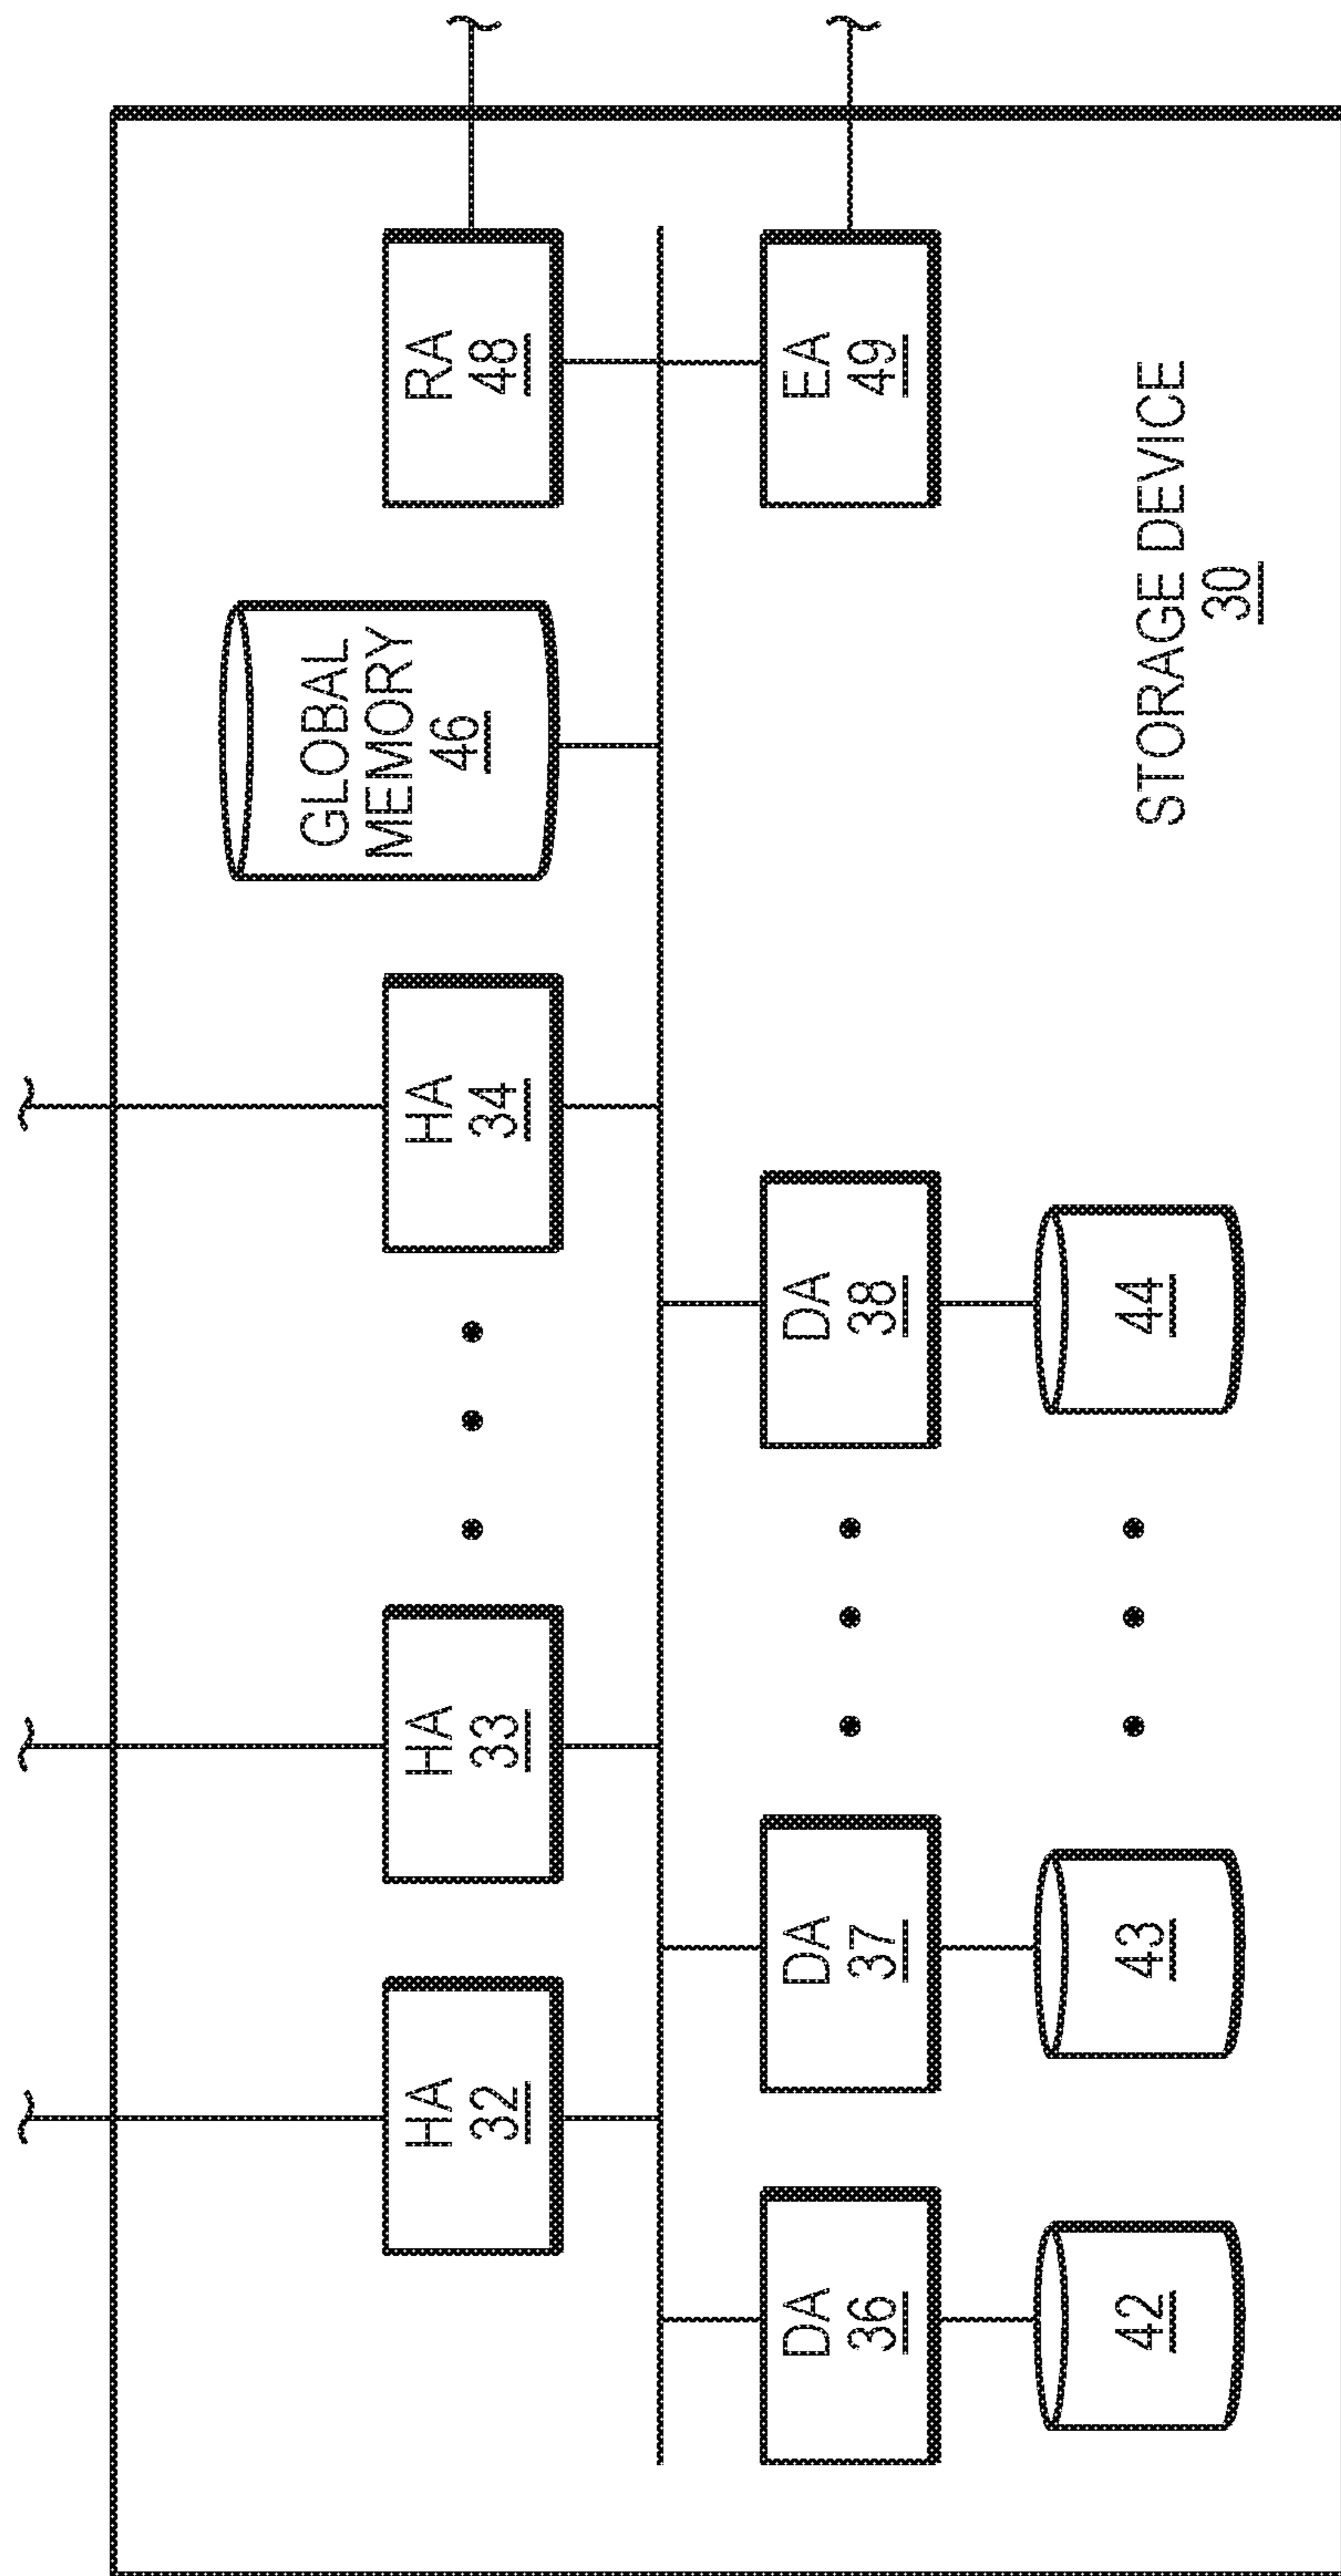 HA
32
HA
33
HA
34
GLOBAL
MEMORY
46
RA
48
DA
36
DA
37
DA
38
EA
49
42
43
44
STORAGE DEVICE
30